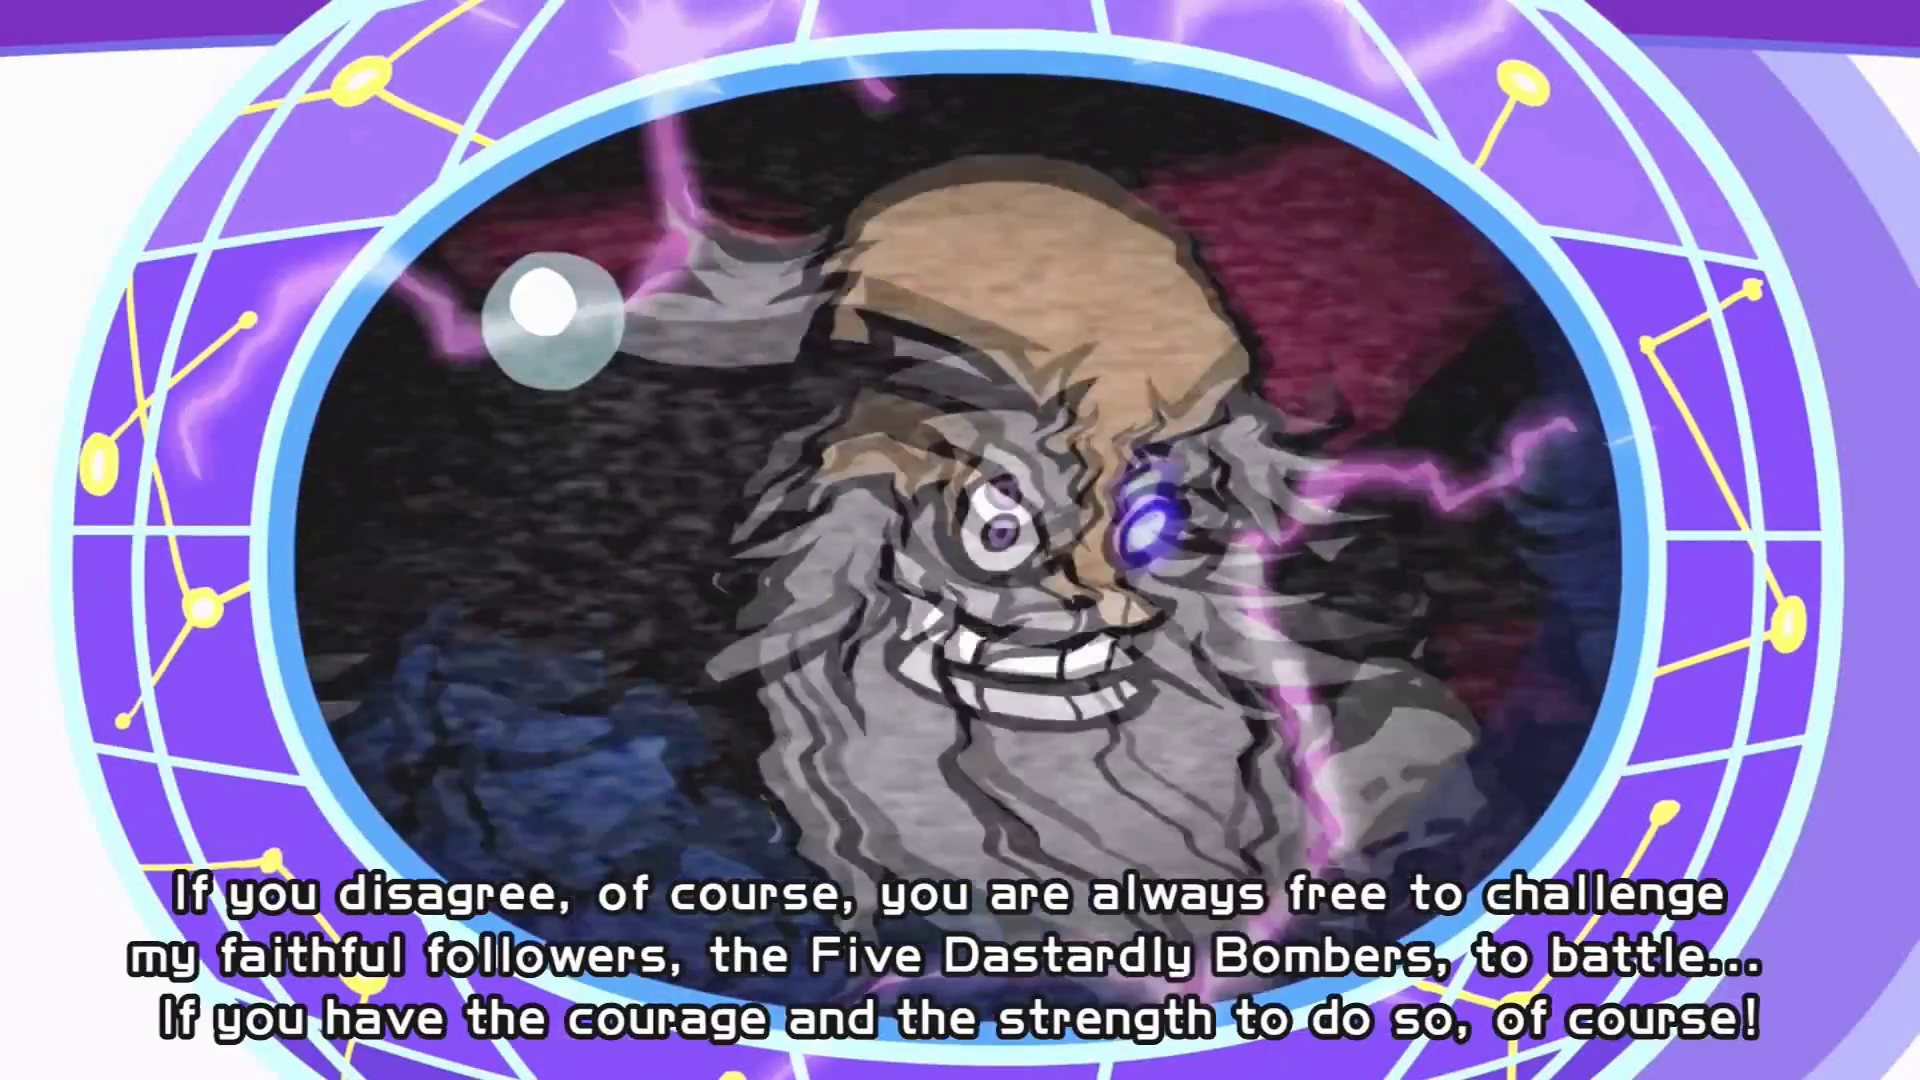 If you disagree, of course, you are always free to challenge
my faithful followers, the Five Dastardly Bombers, to battle...
If you have the courage and the strength to do so, of course!